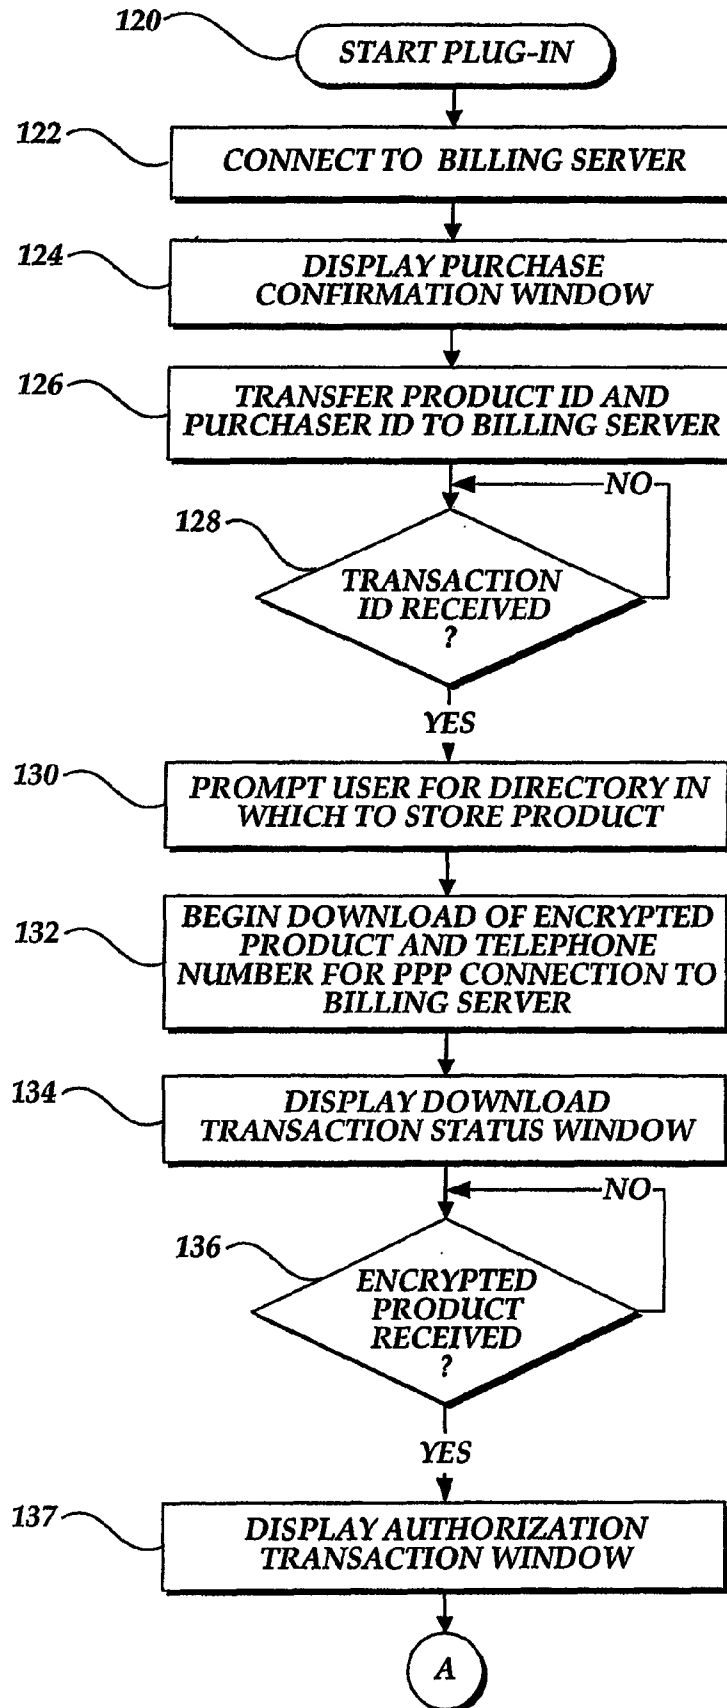 120
START PLUG-IN
122
CONNECT TO BILLING SERVER
124
DISPLAY PURCHASE
CONFIRMATION WINDOW
126
TRANSFER PRODUCT ID AND
PURCHASER ID TO BILLING SERVER
NO
128
TRANSACTION
ID RECEIVED
?
YES
130
PROMPT USER FOR DIRECTORY IN
WHICH TO STORE PRODUCT
132
BEGIN DOWNLOAD OF ENCRYPTED
PRODUCT AND TELEPHONE
NUMBER FOR PPP CONNECTION TO
BILLING SERVER
134
DISPLAY DOWNLOAD
TRANSACTION STATUS WINDOW
NO
136
ENCRYPTED
PRODUCT
RECEIVED
?
YES
137
DISPLAY AUTHORIZATION
TRANSACTION WINDOW
A